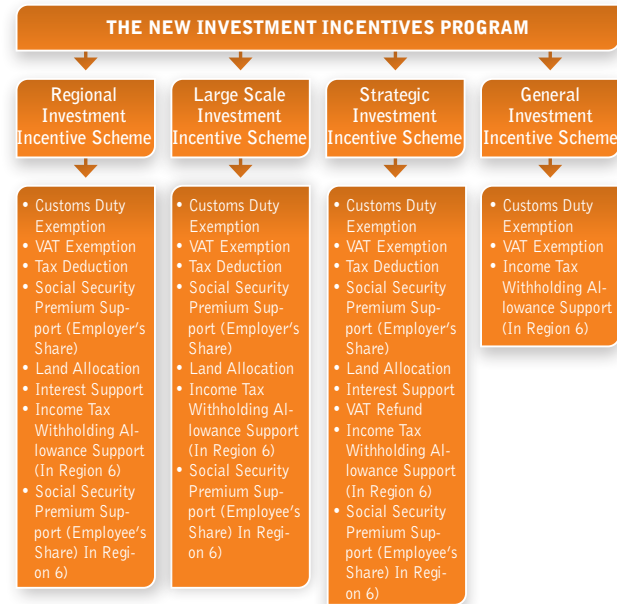 THE NEW INVESTMENT INCENTIVES PROGRAM
Regional
Investment
Incentive Scheme
Large Scale
Investment
Incentive Scheme
Strategic
Investment
Incentive Scheme
General
Investment
Incentive Scheme
• Customs Duty
Exemption
• VAT Exemption
• Tax Deduction
• Social Security
Premium Sup-
port (Employer's
Share)
• Land Allocation
• Interest Support
• Income Tax
Withholding Al-
lowance Support
(In Region 6)
• Social Security
Premium Sup-
port (Employee's
Share) In Regi-
on 6)
• Customs Duty
Exemption
• VAT Exemption
• Tax Deduction
• Social Security
Premium Sup-
port (Employer's
Share)
• Land Allocation
• Income Tax
Withholding Al-
lowance Support
(In Region 6)
• Social Security
Premium Sup-
port (Employee's
Share) In Regi-
on 6)
• Customs Duty
Exemption
• VAT Exemption
• Tax Deduction
• Social Security
Premium Sup-
port (Employer's
Share)
• Land Allocation
• Interest Support
• VAT Refund
• Income Tax
Withholding Al-
lowance Support
(In Region 6)
• Social Security
Premium Sup-
port (Employee's
Share) In Regi-
on 6)
• Customs Duty
Exemption
• VAT Exemption
• Income Tax
Withholding Al-
lowance Support
(In Region 6)